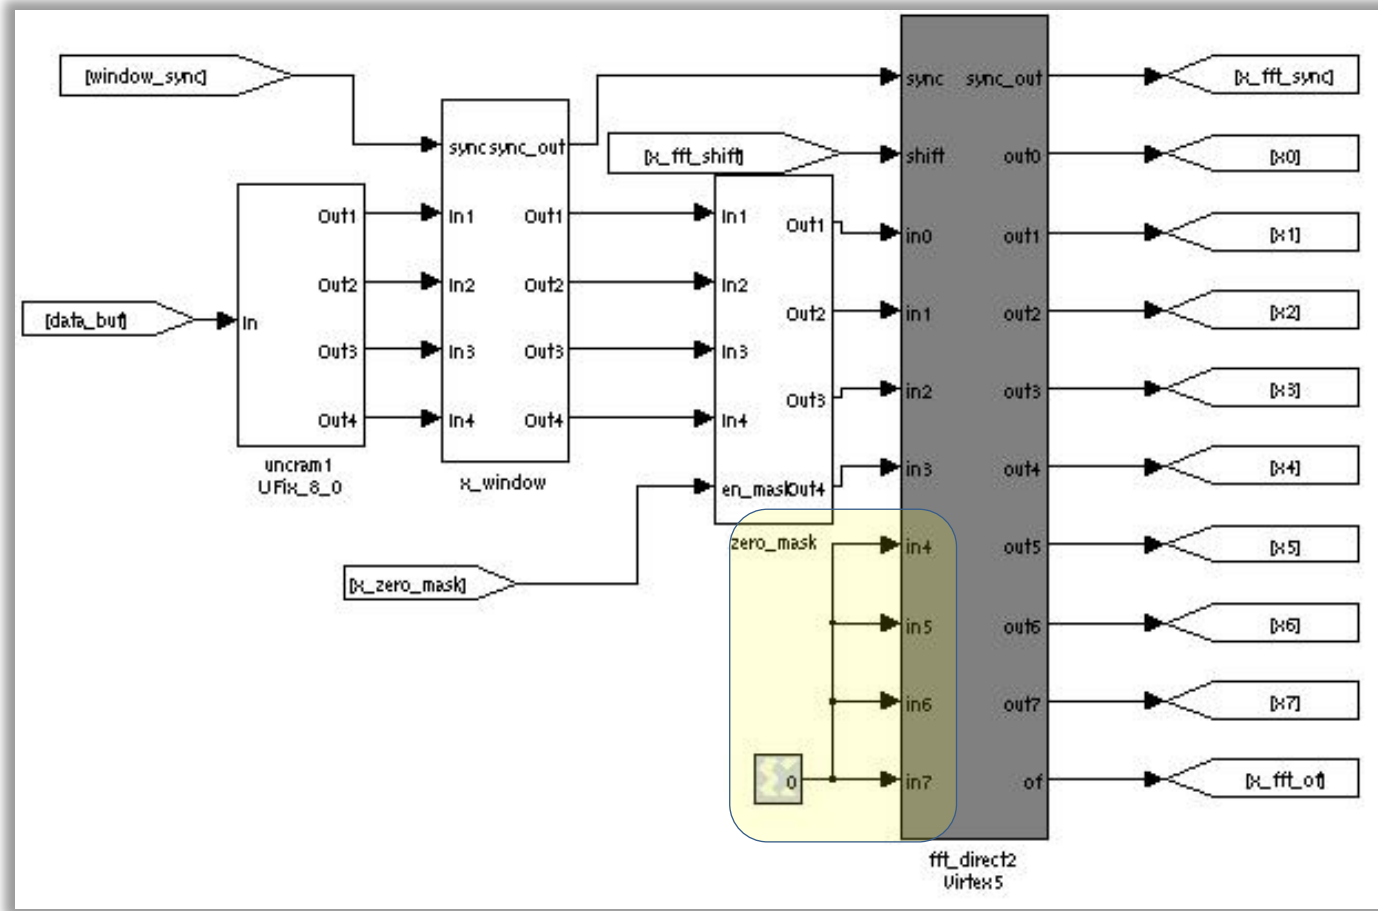 [window_sync]
sync sync_out
In1 Out1
In2 Out2
In3 Out3
In4 Out4
x_window
[data_buf]
In
Out1
Out2
Out3
Out4
uncram1
UFix_8_0
[x_fft_shift]
[x_zero_mask]
In1
In2
In3
In4
en_mask
Out1
Out2
Out3
Out4
zero_mask
0
sync sync_out
shift out0
in0 out1
in1 out2
in2 out3
in3 out4
in4 out5
in5 out6
in6 out7
in7 of
fft_direct2
Virtex5
[x_fft_sync]
[x0]
[x1]
[x2]
[x3]
[x4]
[x5]
[x6]
[x7]
[x_fft_of]